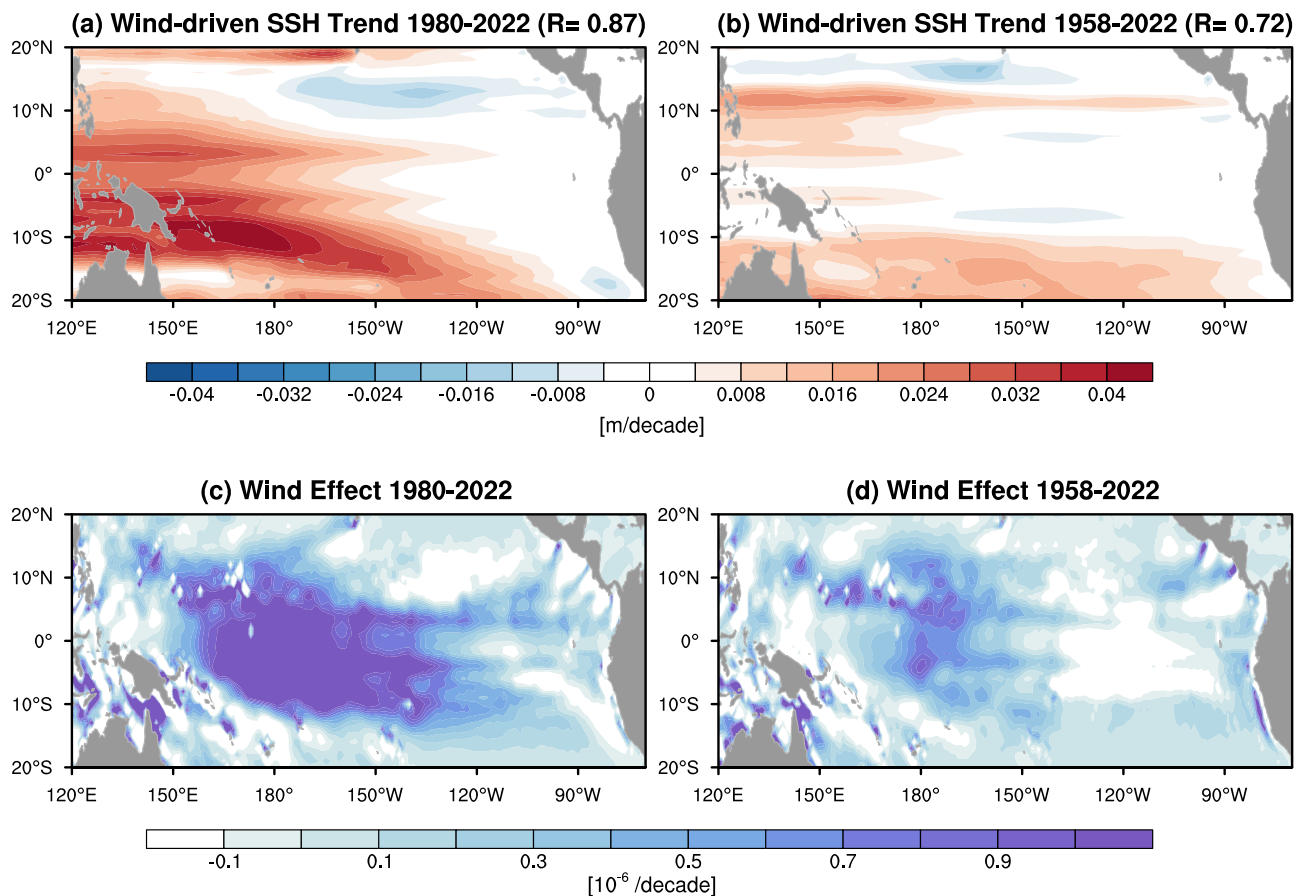 (a) Wind-driven SSH Trend 1980-2022 (R= 0.87)
(b) Wind-driven SSH Trend 1958-2022 (R= 0.72)
20°N
10°N
0°
10°S
20°S
120°E 150°E 180° 150°W 120°W 90°W
20°N
10°N
0°
10°S
20°S
120°E 150°E 180° 150°W 120°W 90°W
-0.04 -0.032 -0.024 -0.016 -0.008 0 0.008 0.016 0.024 0.032 0.04
[m/decade]
(c) Wind Effect 1980-2022
(d) Wind Effect 1958-2022
20°N
10°N
0°
10°S
20°S
120°E 150°E 180° 150°W 120°W 90°W
20°N
10°N
0°
10°S
20°S
120°E 150°E 180° 150°W 120°W 90°W
-0.1 0.1 0.3 0.5 0.7 0.9
[10⁻⁶ /decade]